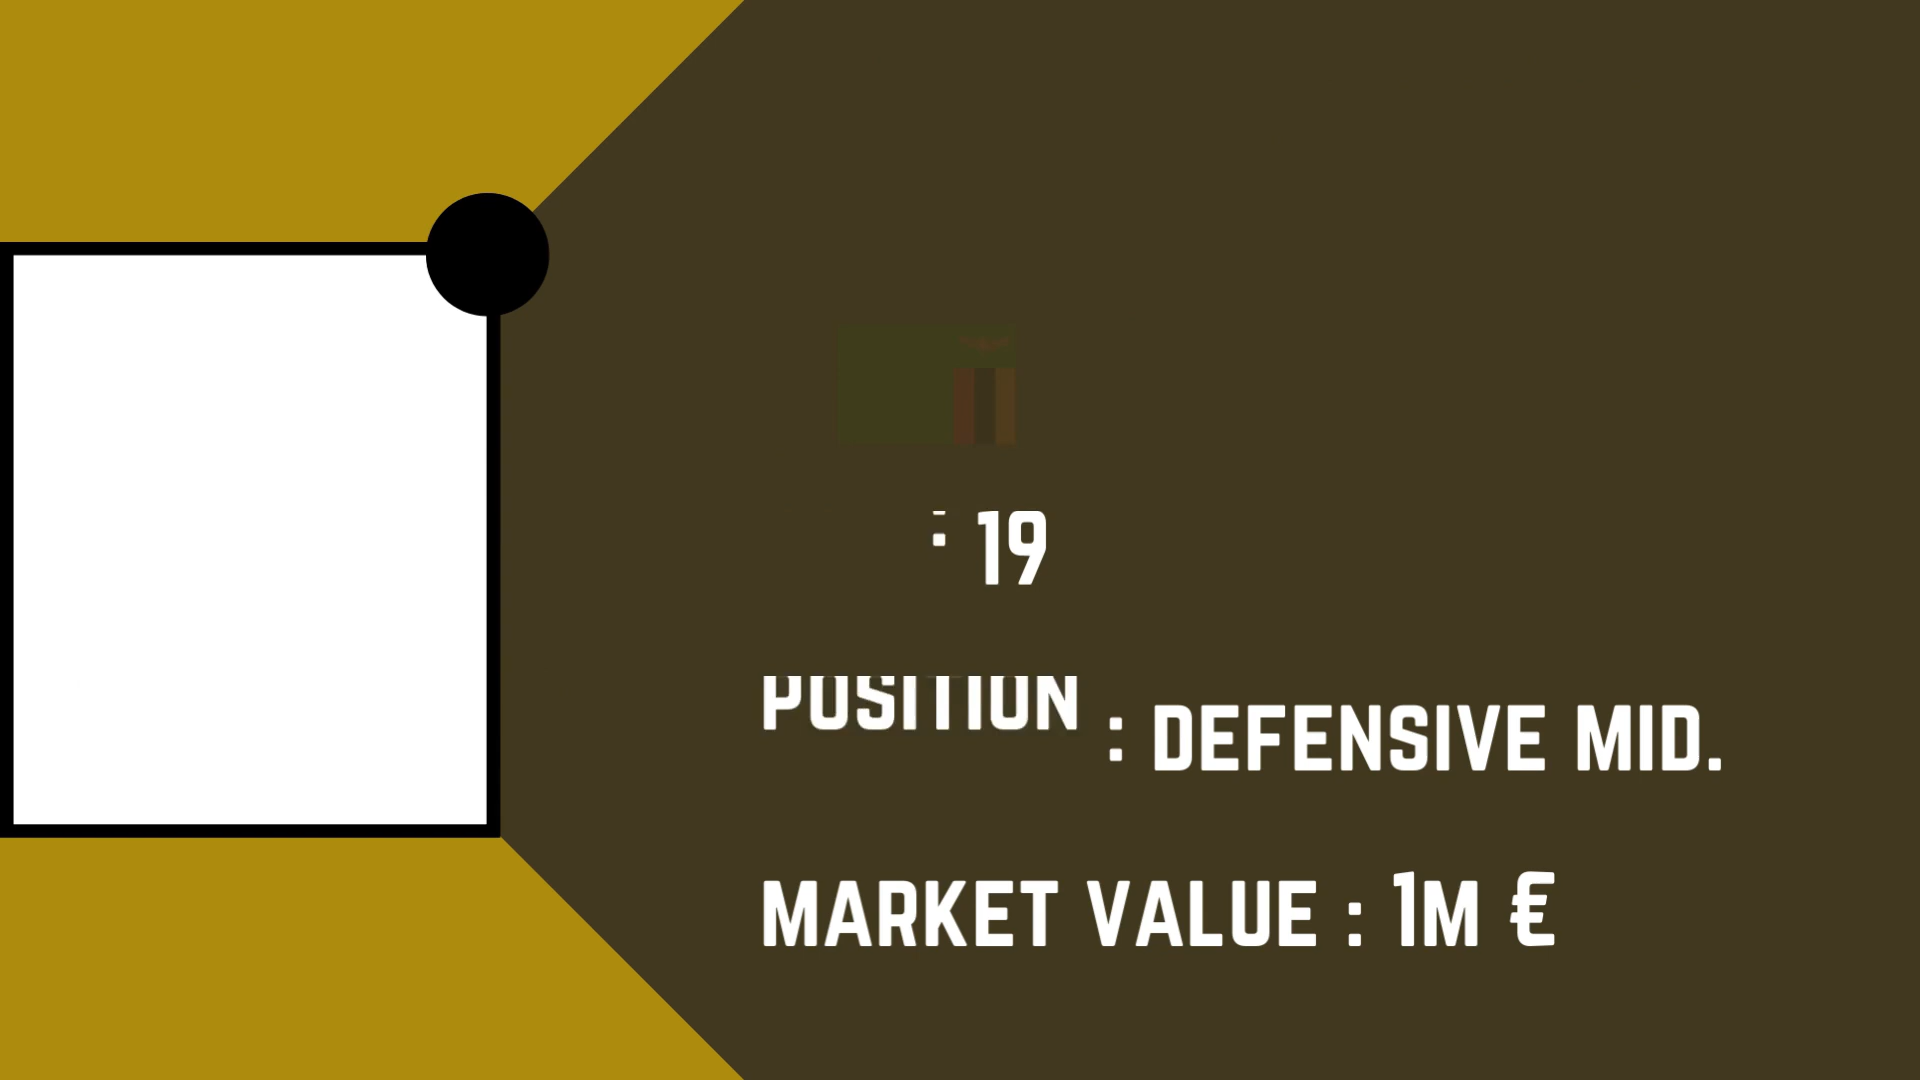 : 19
POSITION : DEFENSIVE MID.
MARKET VALUE : 1M €